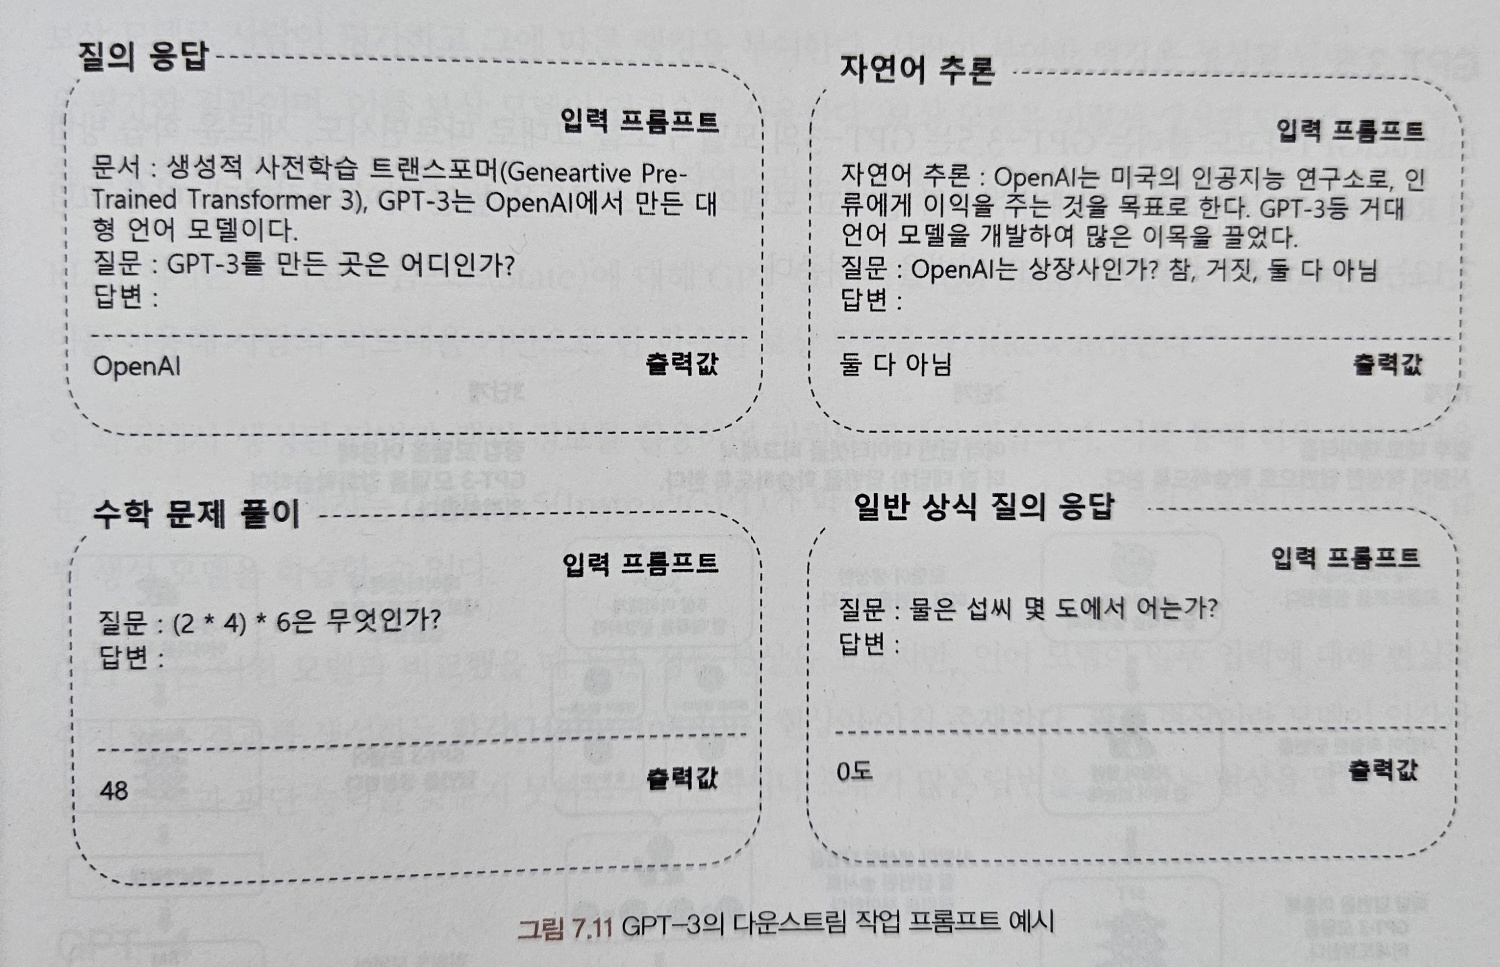 질의 응답
입력 프롬프트
문서 : 생성적 사전학습 트랜스포머(Geneartive Pre-
Trained Transformer 3), GPT-3는 OpenAI에서 만든 대
형 언어 모델이다.
질문 : GPT-3를 만든 곳은 어디인가?
답변 :
OpenAI
출력값
자연어 추론
입력 프롬프트
자연어 추론 : OpenAI는 미국의 인공지능 연구소로, 인
류에게 이익을 주는 것을 목표로 한다. GPT-3등 거대
언어 모델을 개발하여 많은 이목을 끌었다.
질문 : OpenAI는 상장사인가? 참, 거짓, 둘 다 아님
답변 :
둘 다 아님
출력값
수학 문제 풀이
입력 프롬프트
질문 : (2 * 4) * 6은 무엇인가?
답변 :
48
출력값
일반 상식 질의 응답
입력 프롬프트
질문 : 물은 섭씨 몇 도에서 어는가?
답변 :
0도
출력값
그림 7.11 GPT-3의 다운스트림 작업 프롬프트 예시